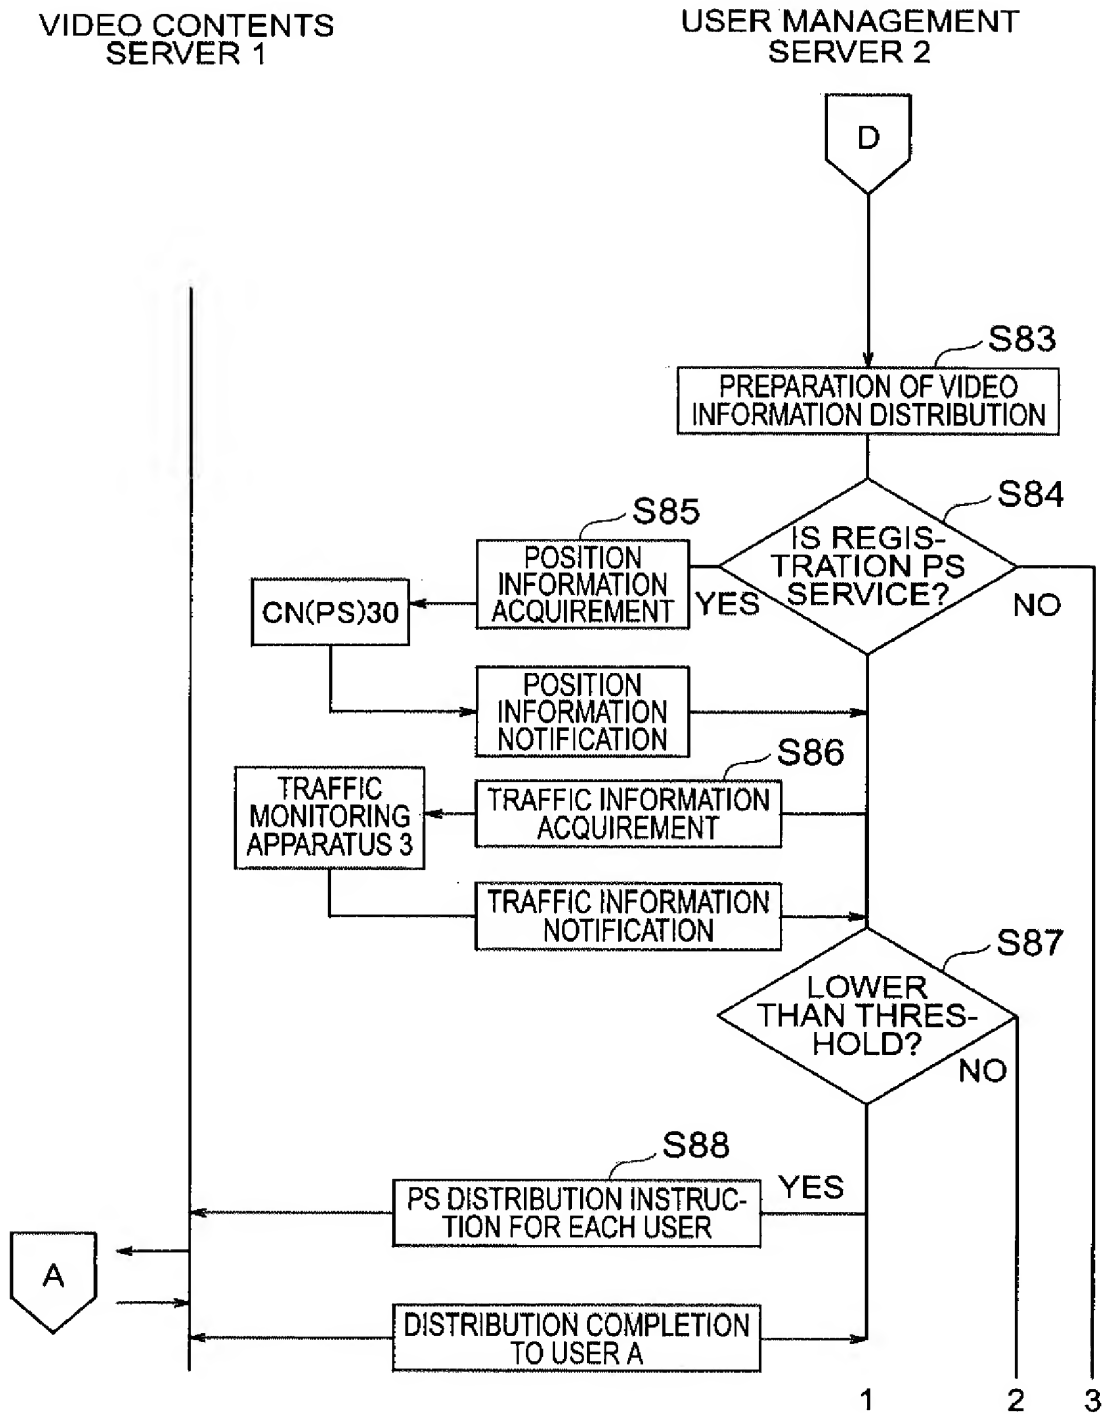 VIDEO CONTENTS
SERVER 1
USER MANAGEMENT
SERVER 2
D
S83
PREPARATION OF VIDEO
INFORMATION DISTRIBUTION
S84
IS REGIS-
TRATION PS
SERVICE?
YES
NO
S85
POSITION
INFORMATION
ACQUIREMENT
CN(PS)30
POSITION
INFORMATION
NOTIFICATION
S86
TRAFFIC INFORMATION
ACQUIREMENT
TRAFFIC
MONITORING
APPARATUS 3
TRAFFIC INFORMATION
NOTIFICATION
S87
LOWER
THAN THRES-
HOLD?
NO
YES
S88
PS DISTRIBUTION INSTRUC-
TION FOR EACH USER
A
DISTRIBUTION COMPLETION
TO USER A
1
2
3